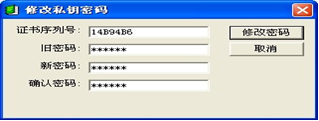 修改私钥密码
证书序列号: 14B94B6 修改密码
旧密码: ****** 取消
新密码: ******
确认密码: ******